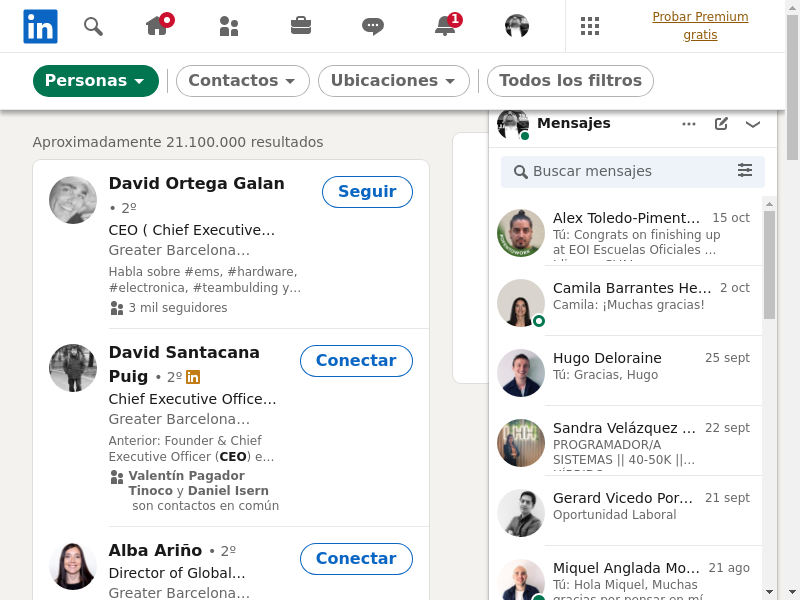 in
1
Probar Premium
gratis
Personas
Contactos
Ubicaciones
Todos los filtros
Aproximadamente 21.100.000 resultados
David Ortega Galan
• 2º
CEO ( Chief Executive…
Greater Barcelona…
Habla sobre #ems, #hardware,
#electronica, #teambulding y…
3 mil seguidores
Seguir
David Santacana
Puig • 2º in
Chief Executive Office…
Greater Barcelona…
Anterior: Founder & Chief
Executive Officer (CEO) e…
Valentín Pagador
Tinoco y Daniel Isern
son contactos en común
Conectar
Alba Ariño • 2º
Director of Global…
Greater Barcelona…
Conectar
Mensajes
Buscar mensajes
Alex Toledo-Piment… 15 oct
Tú: Congrats on finishing up
at EOI Escuelas Oficiales …
Camila Barrantes He… 2 oct
Camila: ¡Muchas gracias!
Hugo Deloraine 25 sept
Tú: Gracias, Hugo
Sandra Velázquez … 22 sept
PROGRAMADOR/A
SISTEMAS || 40-50K ||…
Gerard Vicedo Por… 21 sept
Oportunidad Laboral
Miquel Anglada Mo… 21 ago
Tú: Hola Miquel, Muchas
gracias por pensar en mí